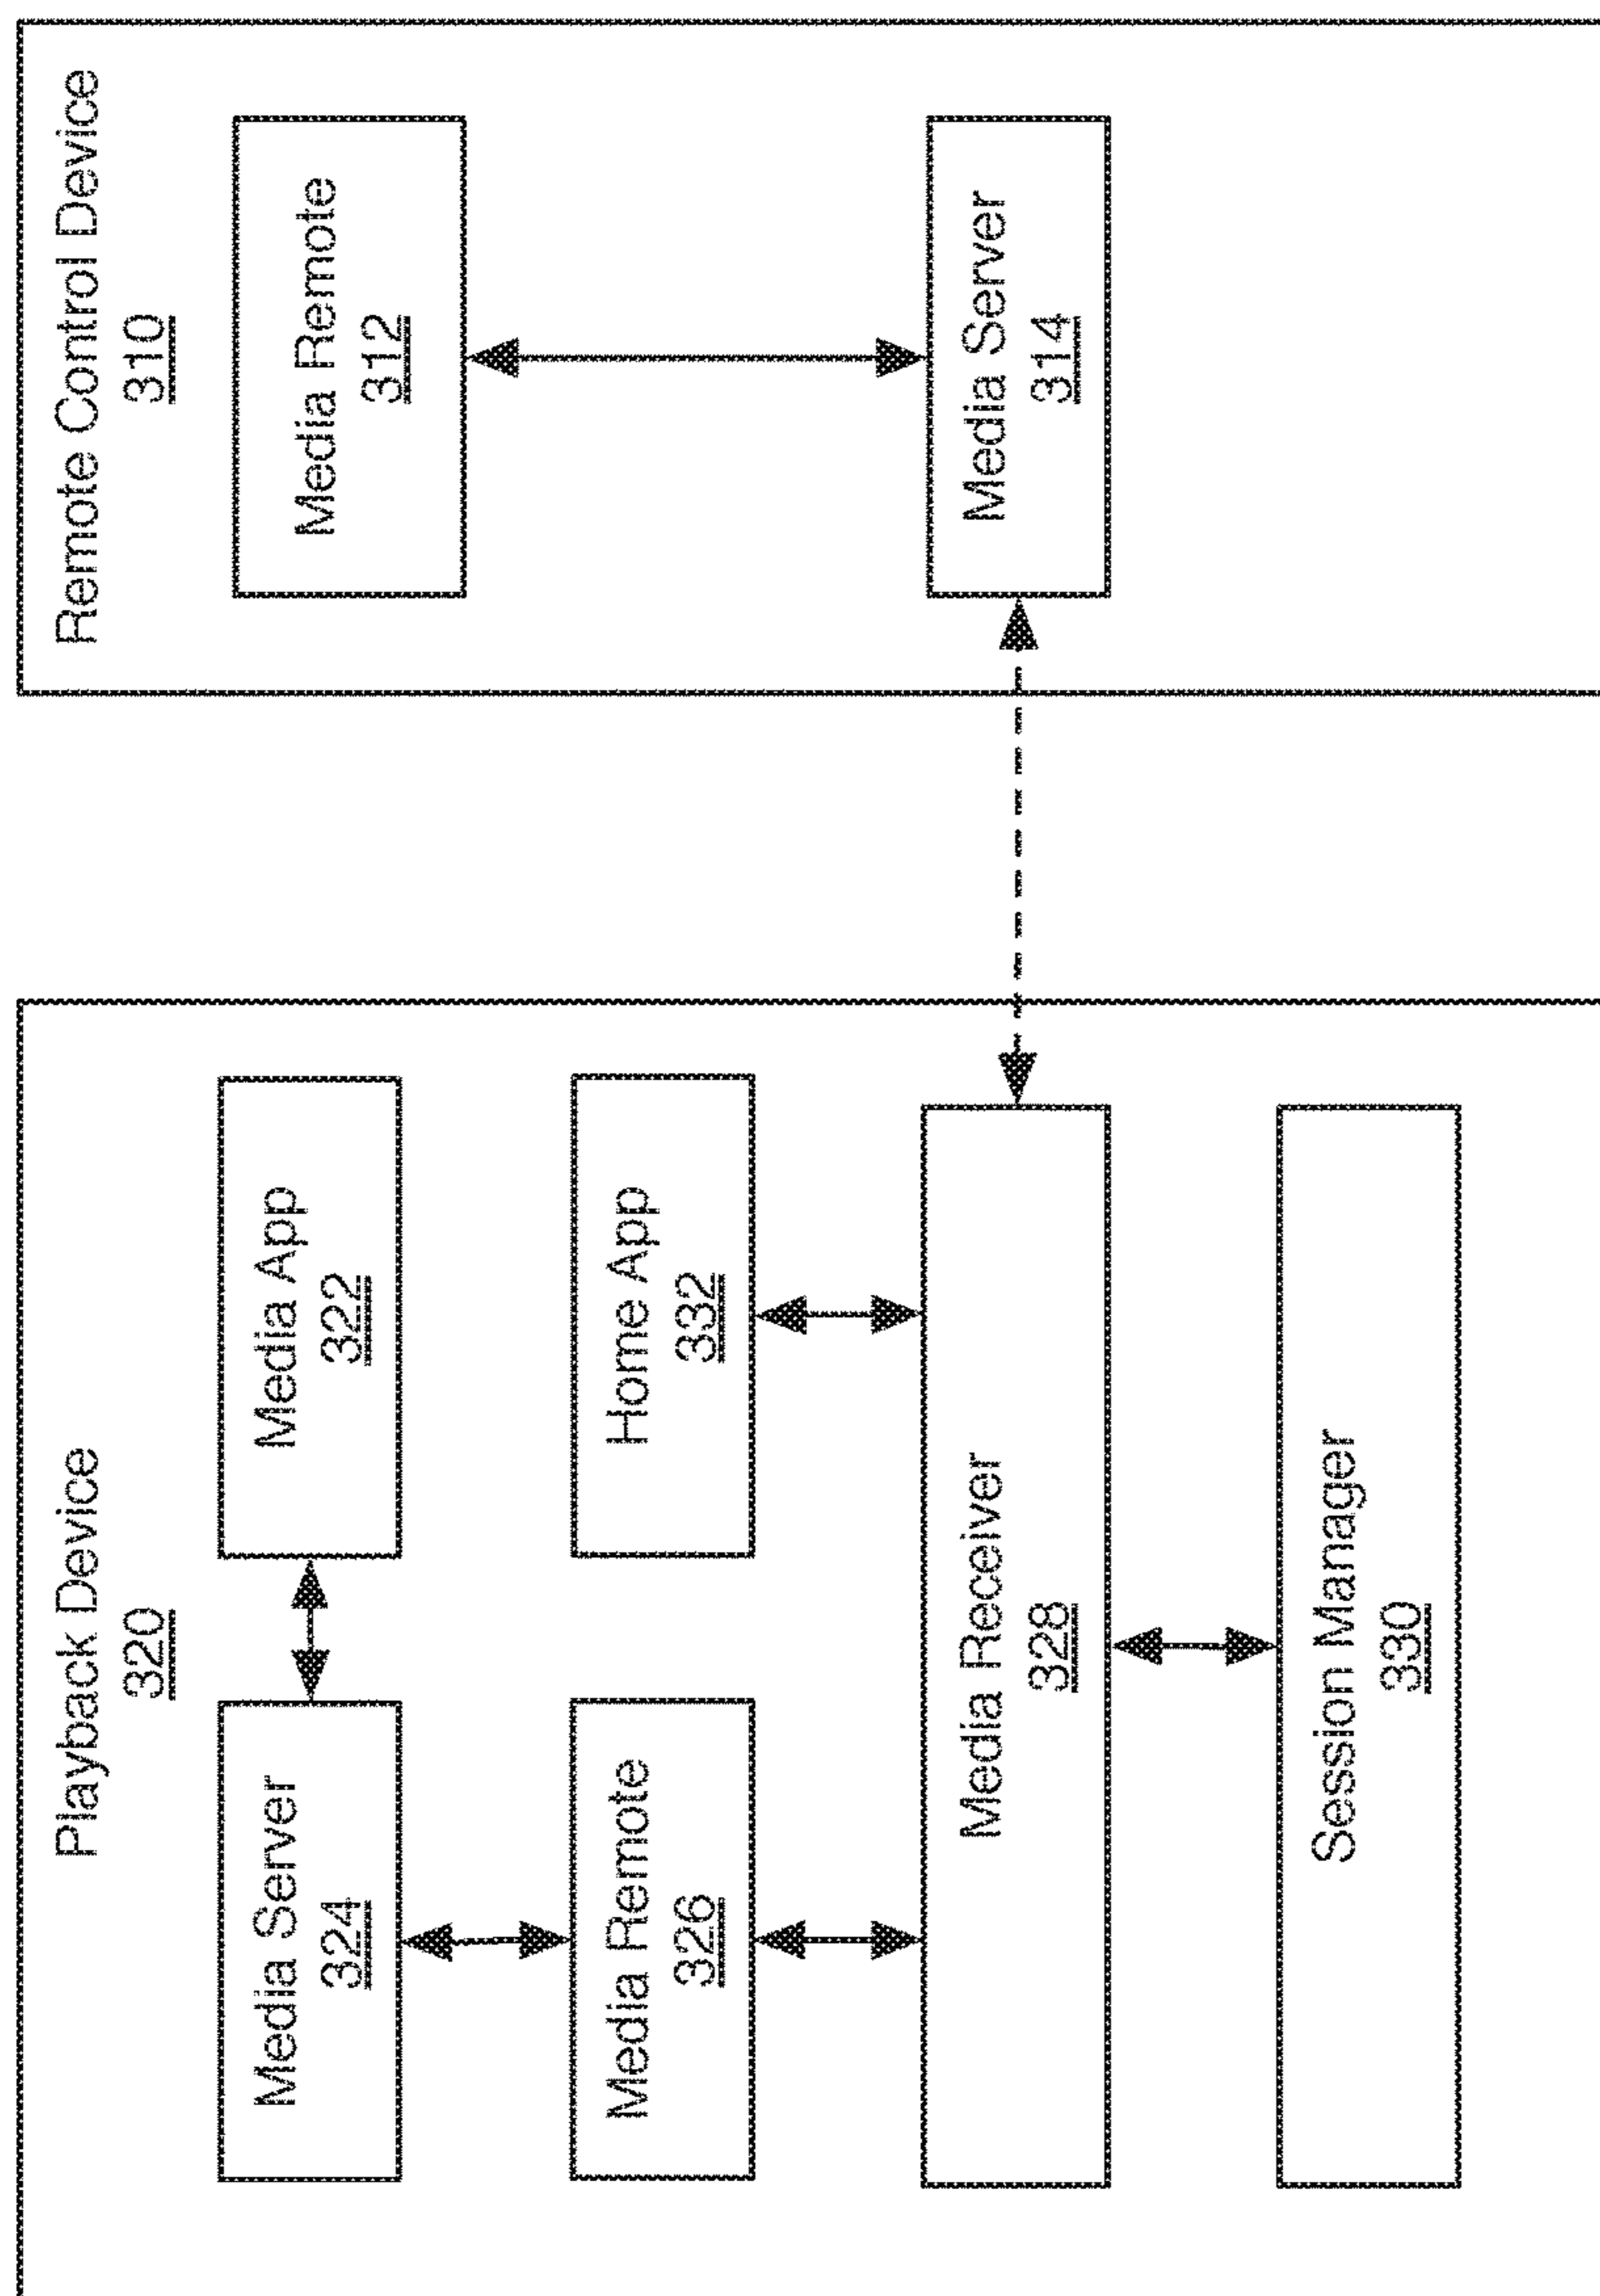 Playback Device
320
Media Server
324
Media App
322
Media Remote
326
Home App
332
Media Receiver
328
Session Manager
330
Remote Control Device
310
Media Remote
312
Media Server
314